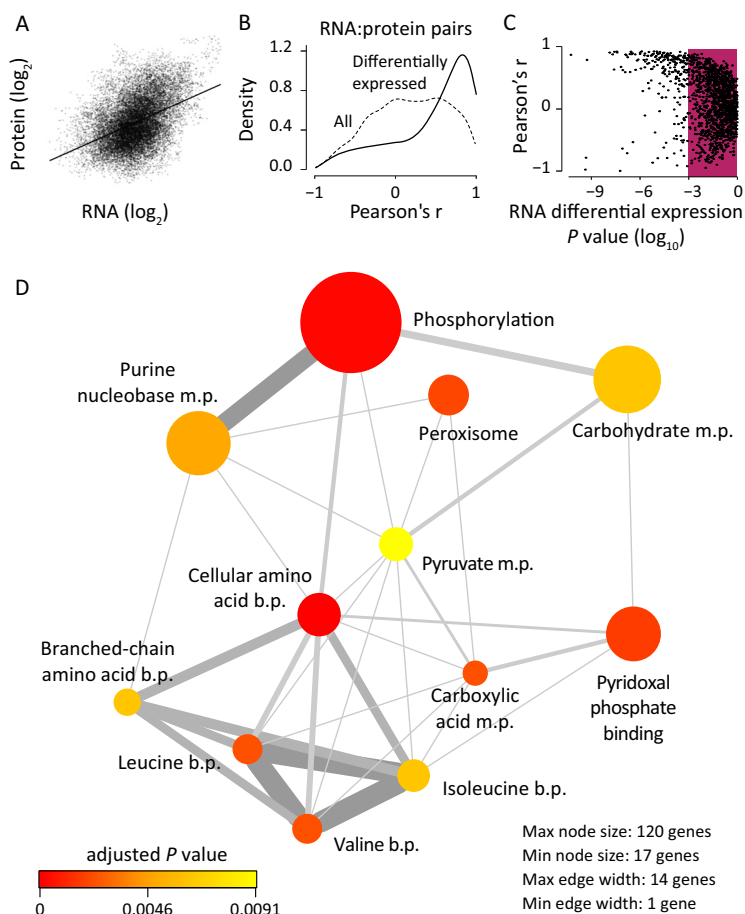 A
Protein (log2)
RNA (log2)
B
RNA:protein pairs
Density
1.2
0.8
0.4
0.0
Differentially
expressed
All
−1
0
1
Pearson's r
C
Pearson's r
1
0
−1
−9
−6
−3
0
RNA differential expression
P value (log10)
D
Phosphorylation
Purine
nucleobase m.p.
Peroxisome
Carbohydrate m.p.
Pyruvate m.p.
Cellular amino
acid b.p.
Branched-chain
amino acid b.p.
Carboxylic
acid m.p.
Pyridoxal
phosphate
binding
Leucine b.p.
Isoleucine b.p.
Valine b.p.
adjusted P value
0
0.0046
0.0091
Max node size: 120 genes
Min node size: 17 genes
Max edge width: 14 genes
Min edge width: 1 gene